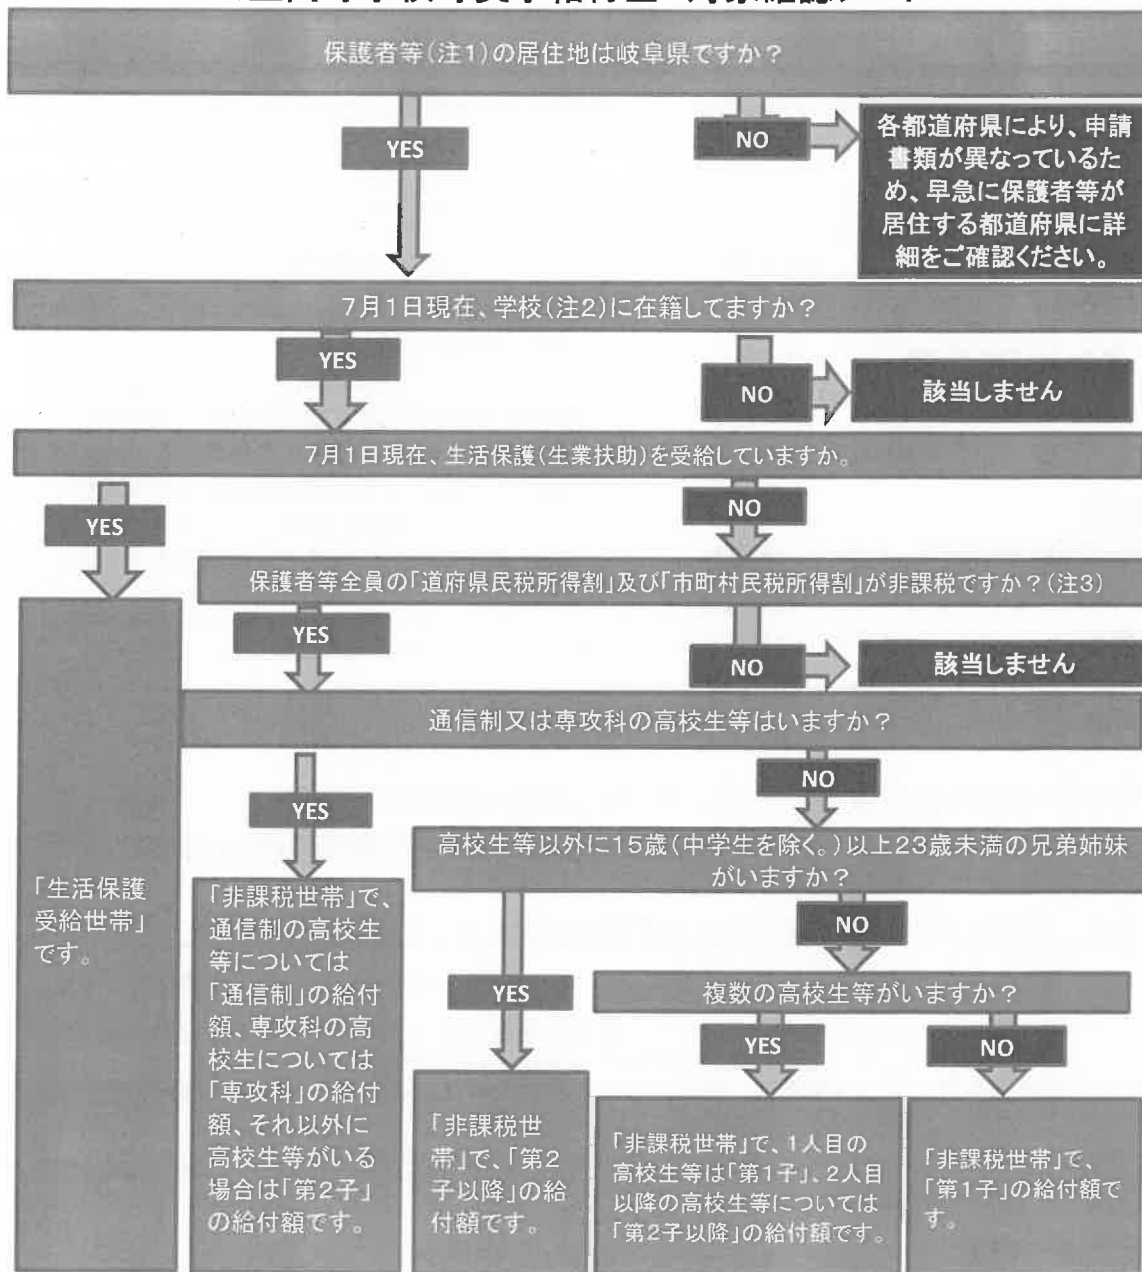 保護者等(注1)の居住地は岐阜県ですか?
YES
NO
各都道府県により、申請
書類が異なっているた
め、早急に保護者等が
居住する都道府県に詳
細をご確認ください。
7月1日現在、学校(注2)に在籍してますか?
YES
NO
該当しません
7月1日現在、生活保護(生業扶助)を受給していますか。
YES
NO
保護者等全員の「道府県民税所得割」及び「市町村民税所得割」が非課税ですか?(注3)
YES
NO
該当しません
通信制又は専攻科の高校生等はいますか?
YES
NO
高校生等以外に15歳(中学生を除く。)以上23歳未満の兄弟姉妹
がいますか?
YES
NO
複数の高校生等がいますか?
YES
NO
「生活保護
受給世帯」
です。
「非課税世帯」で、
通信制の高校生
等については
「通信制」の給付
額、専攻科の高
校生については
「専攻科」の給付
額、それ以外に
高校生等がいる
場合は「第2子」
の給付額です。
「非課税世
帯」で、「第2
子以降」の給
付額です。
「非課税世帯」で、1人目の
高校生等は「第1子」、2人目
以降の高校生等については
「第2子以降」の給付額です。
「非課税世帯」で、
「第1子」の給付額で
す。